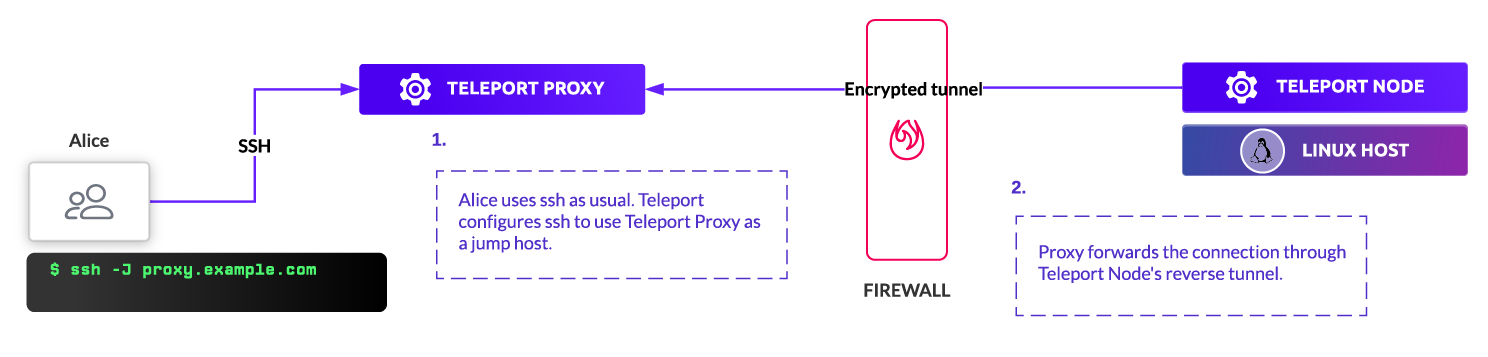 Alice
$ ssh -J proxy.example.com
SSH
TELEPORT PROXY
1.
Alice uses ssh as usual. Teleport
configures ssh to use Teleport Proxy as
a jump host.
Encrypted tunnel
FIREWALL
TELEPORT NODE
LINUX HOST
2.
Proxy forwards the connection through
Teleport Node's reverse tunnel.